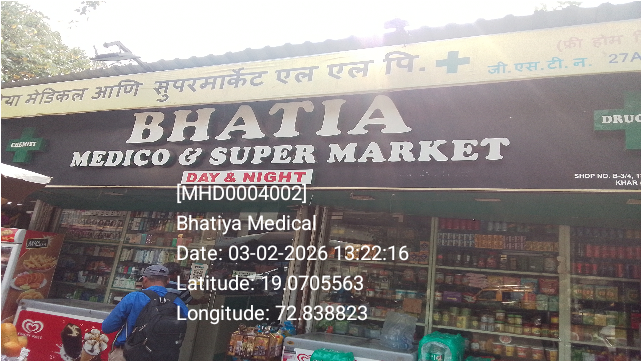 या मेडिकल आणि सुपरमार्केट एल एल पि.
(फ्री होम
जी.एस.टी. न. 27A
BHATIA
MEDICO & SUPER MARKET
DAY & NIGHT
CHEMIST
DRUG
SHOP NO. B-3/4, 1
KHAR
[MHD0004002]
Bhatiya Medical
Date: 03-02-2026 13:22:16
Latitude: 19.0705563
Longitude: 72.838823